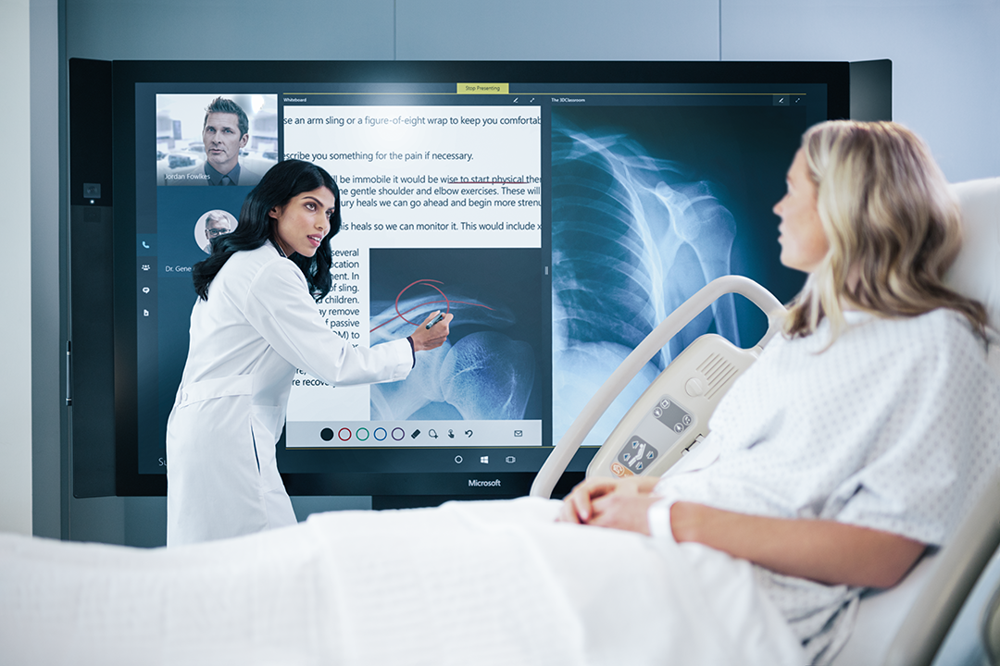 Stop Presenting
Whiteboard
The 3DClassroom
se an arm sling or a figure-of-eight wrap to keep you comfortab
Jordan Fowlkes
scribe you something for the pain if necessary.
ll be immobile it would be wise to start physical ther
e gentle shoulder and elbow exercises. These will
ury heals we can go ahead and begin more strenu
his heals so we can monitor it. This would include x
Dr. Gene
several
ocation
ment. In
of sling.
children.
ay remove
f passive
OM) to
re recov
Su
Microsoft